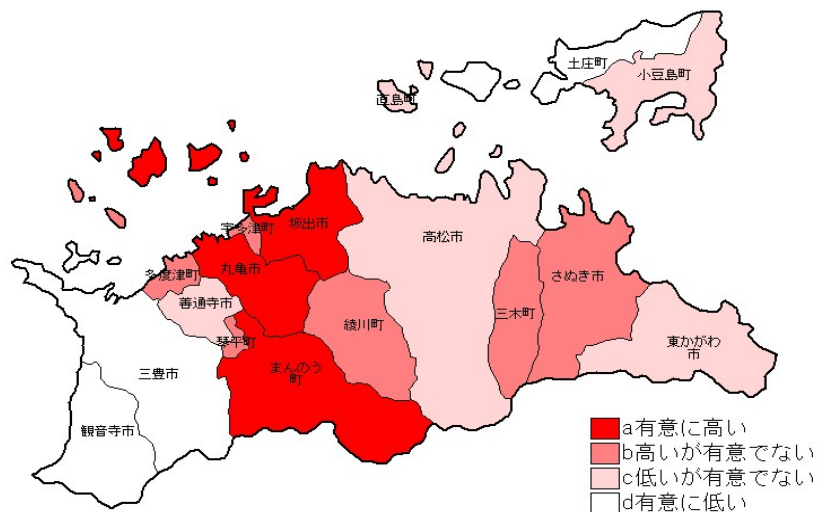 土庄町
小豆島町
直島町
宇多津町
坂出市
高松市
多度津町
丸亀市
さぬき市
善通寺市
綾川町
三木町
琴平町
東かがわ
市
まんのう
町
三豊市
観音寺市
a有意に高い
b高いが有意でない
c低いが有意でない
d有意に低い